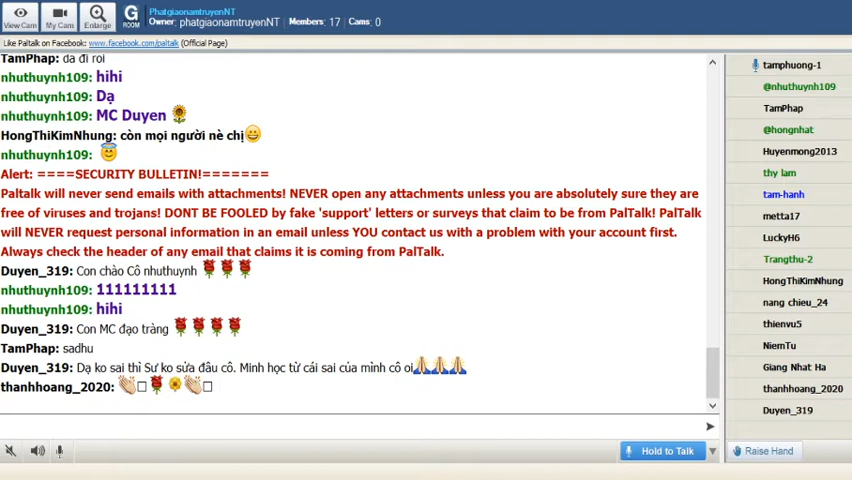 PhatgiaonamtruyenNT
G
ROOM
Owner: phatgiaonamtruyenNT Members: 17 Cams: 0
View Cam My Cam Enlarge
Like Paltalk on Facebook: www.facebook.com/paltalk (Official Page)
TamPhap: da đi roi
nhuthuynh109: hihi
nhuthuynh109: Dạ
nhuthuynh109: MC Duyen
HongThiKimNhung: còn mọi người nè chị
nhuthuynh109:
Alert: ====SECURITY BULLETIN!=======
Paltalk will never send emails with attachments! NEVER open any attachments unless you are absolutely sure they are
free of viruses and trojans! DONT BE FOOLED by fake 'support' letters or surveys that claim to be from PalTalk! PalTalk
will NEVER request personal information in an email unless YOU contact us with a problem with your account first.
Always check the header of any email that claims it is coming from PalTalk.
Duyen_319: Con chào Cô nhuthuynh
nhuthuynh109: 111111111
nhuthuynh109: hihi
Duyen_319: Con MC đạo tràng
TamPhap: sadhu
Duyen_319: Dạ ko sai thì Sư ko sửa đâu cô. Minh học từ cái sai của mình cô oi
thanhhoang_2020:
tamphuong-1
@nhuthuynh109
TamPhap
@hongnhat
Huyenmong2013
thy lam
tam-hanh
metta17
LuckyH6
Trangthu-2
HongThiKimNhung
nang chieu_24
thienvu5
NiemTu
Giang Nhat Ha
thanhhoang_2020
Duyen_319
Hold to Talk
Raise Hand